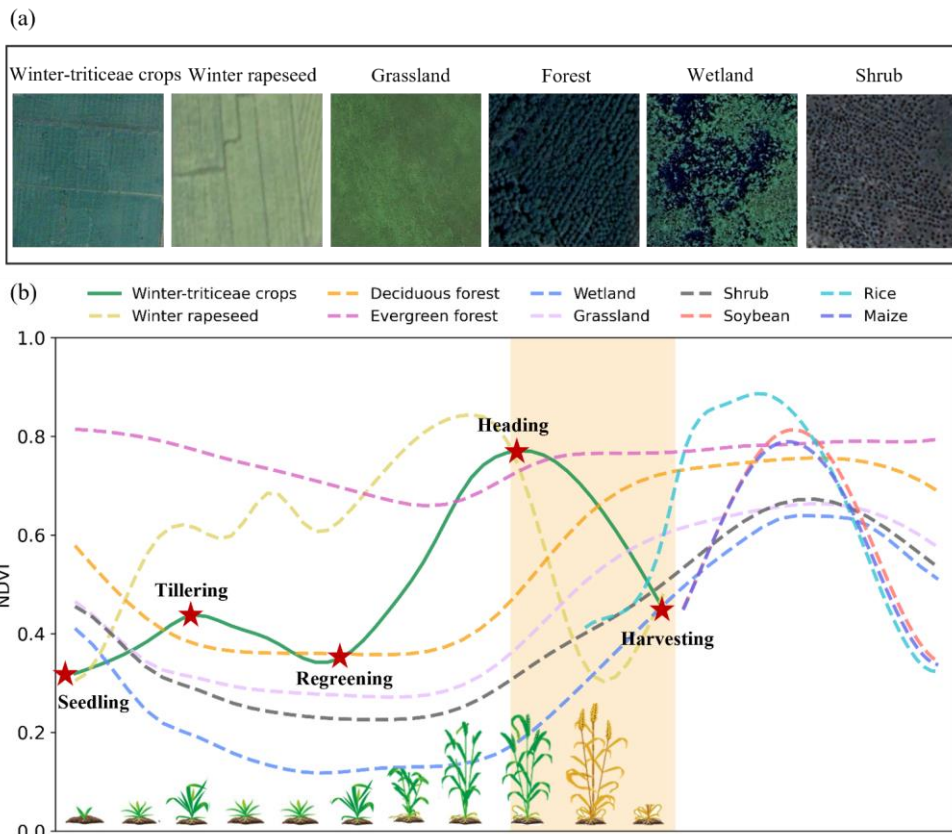 (a)
Winter-triticeae crops Winter rapeseed Grassland Forest Wetland Shrub
(b)
Winter-triticeae crops Deciduous forest Wetland Shrub Rice
Winter rapeseed Evergreen forest Grassland Soybean Maize
1.0
0.8
0.6
0.4
0.2
0.0
NDVI
Heading
Tillering
Regreening
Harvesting
Seedling